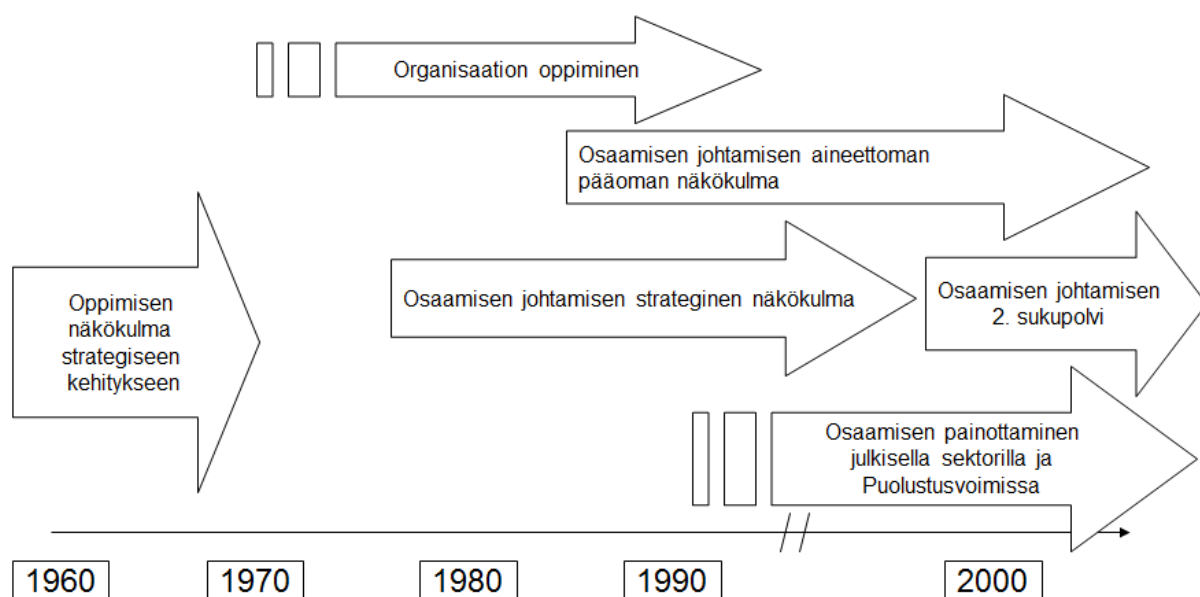 Organisaation oppiminen
Osaamisen johtamisen aineettoman
pääoman näkökulma
Oppimisen
näkökulma
strategiseen
kehitykseen
Osaamisen johtamisen strateginen näkökulma
Osaamisen johtamisen
2. sukupolvi
Osaamisen painottaminen
julkisella sektorilla ja
Puolustusvoimissa
1960
1970
1980
1990
2000